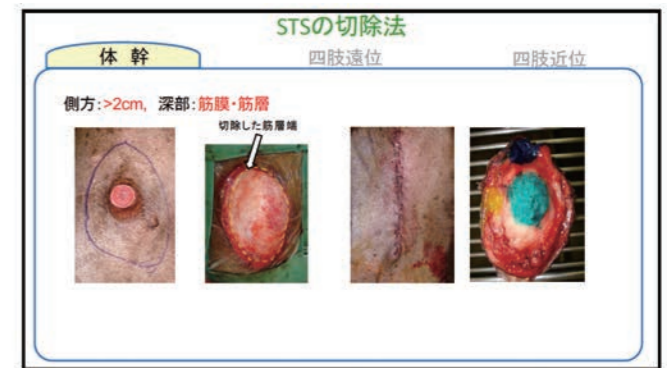 STSの切除法
体 幹
四肢遠位
四肢近位
側方:>2cm, 深部:筋膜・筋層
切除した筋層端